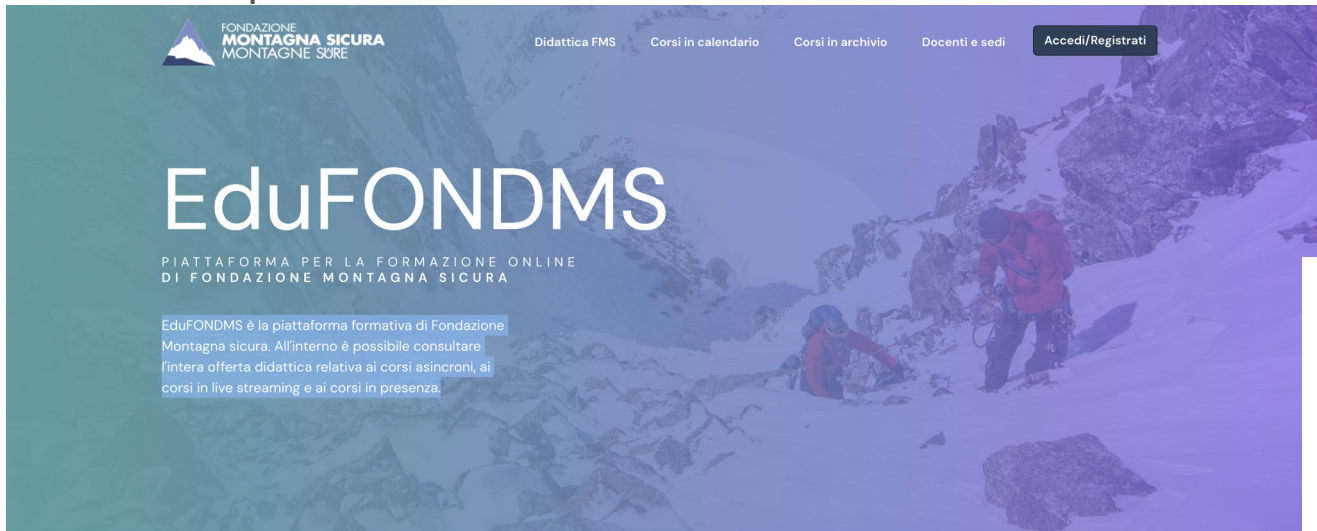 FONDAZIONE
MONTAGNA SICURA
MONTAGNE SÛRE
Didattica FMS
Corsi in calendario
Corsi in archivio
Docenti e sedi
Accedi/Registrati
EduFONDMS
PIATTAFORMA PER LA FORMAZIONE ONLINE
DI FONDAZIONE MONTAGNA SICURA
EduFONDMS è la piattaforma formativa di Fondazione
Montagna sicura. All'interno è possibile consultare
l'intera offerta didattica relativa ai corsi asincroni, ai
corsi in live streaming e ai corsi in presenza.